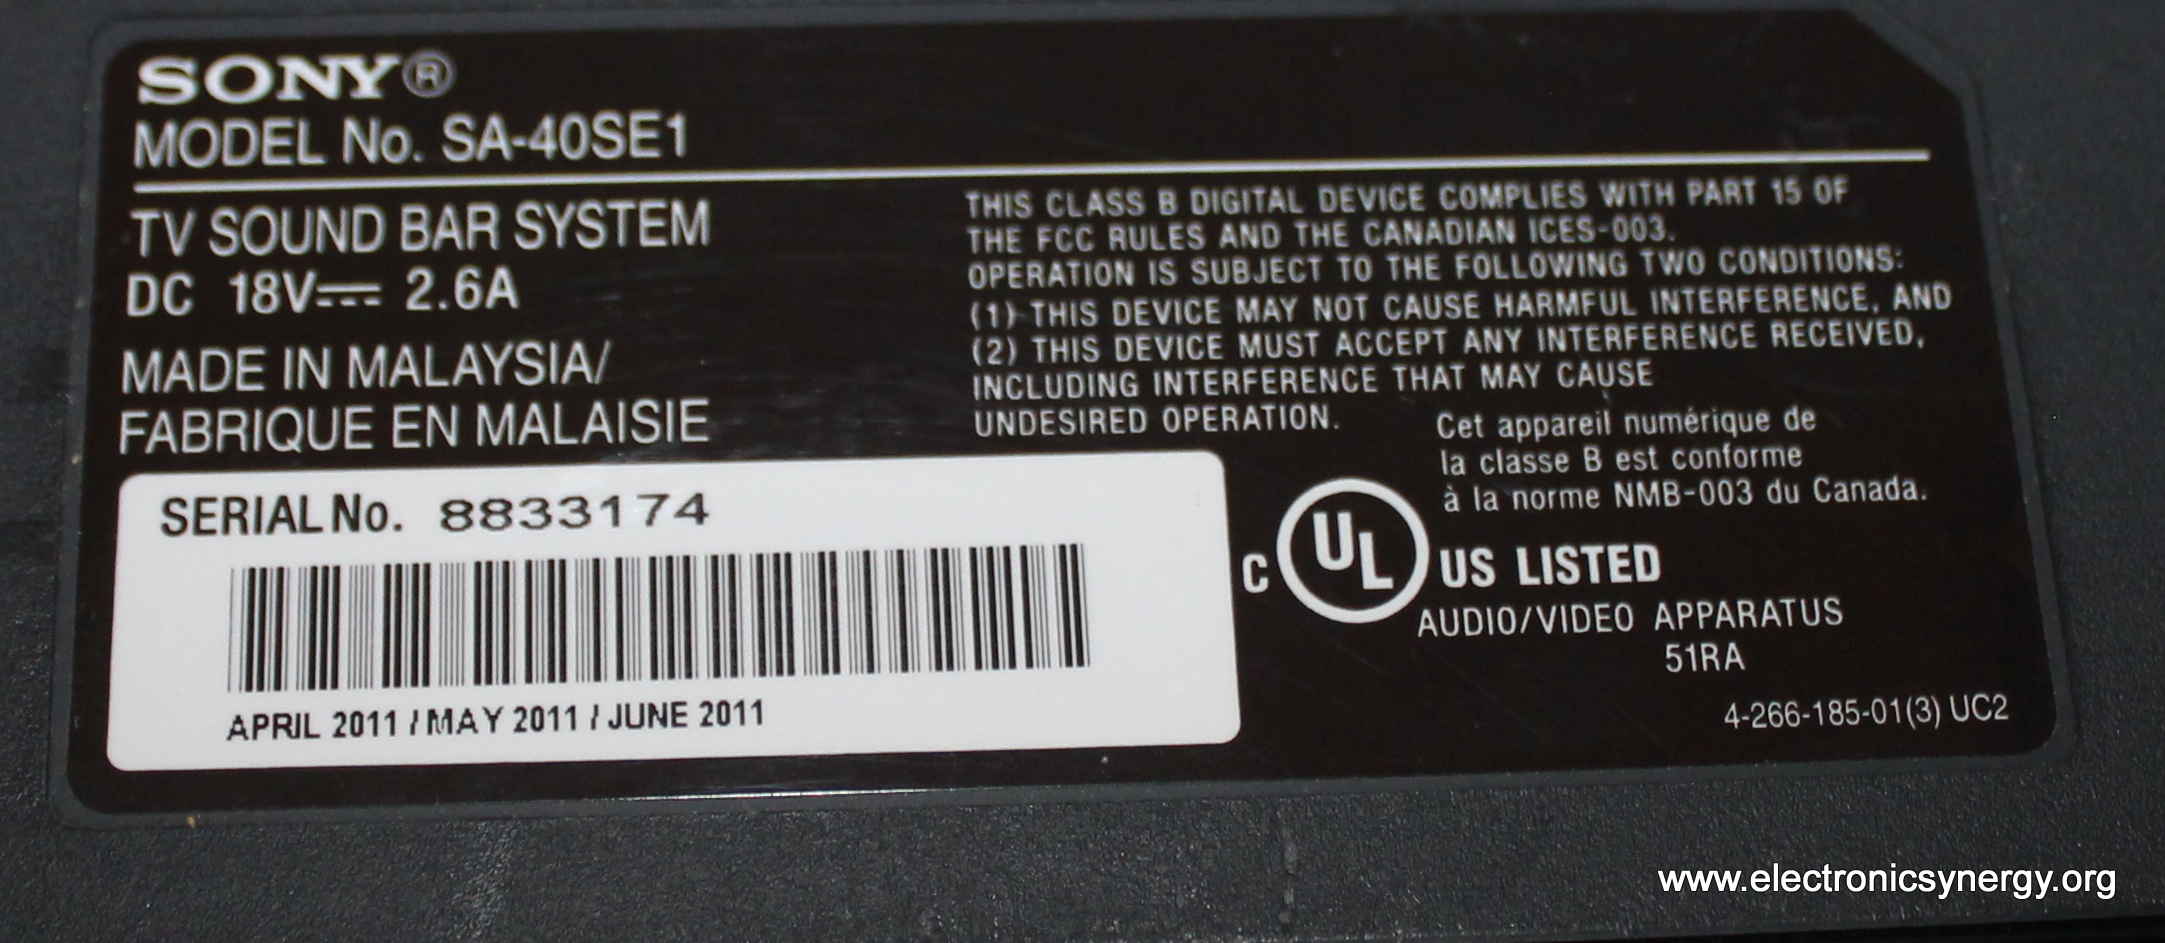 SONY®
MODEL No. SA-40SE1
TV SOUND BAR SYSTEM
DC 18V⎓ 2.6A
MADE IN MALAYSIA/
FABRIQUE EN MALAISIE
SERIAL No. 8833174
APRIL 2011 / MAY 2011 / JUNE 2011
THIS CLASS B DIGITAL DEVICE COMPLIES WITH PART 15 OF
THE FCC RULES AND THE CANADIAN ICES-003.
OPERATION IS SUBJECT TO THE FOLLOWING TWO CONDITIONS:
(1) THIS DEVICE MAY NOT CAUSE HARMFUL INTERFERENCE, AND
(2) THIS DEVICE MUST ACCEPT ANY INTERFERENCE RECEIVED,
INCLUDING INTERFERENCE THAT MAY CAUSE
UNDESIRED OPERATION.
Cet appareil numérique de
la classe B est conforme
à la norme NMB-003 du Canada.
C UL US LISTED
AUDIO/VIDEO APPARATUS
51RA
4-266-185-01(3) UC2
www.electronicsynergy.org